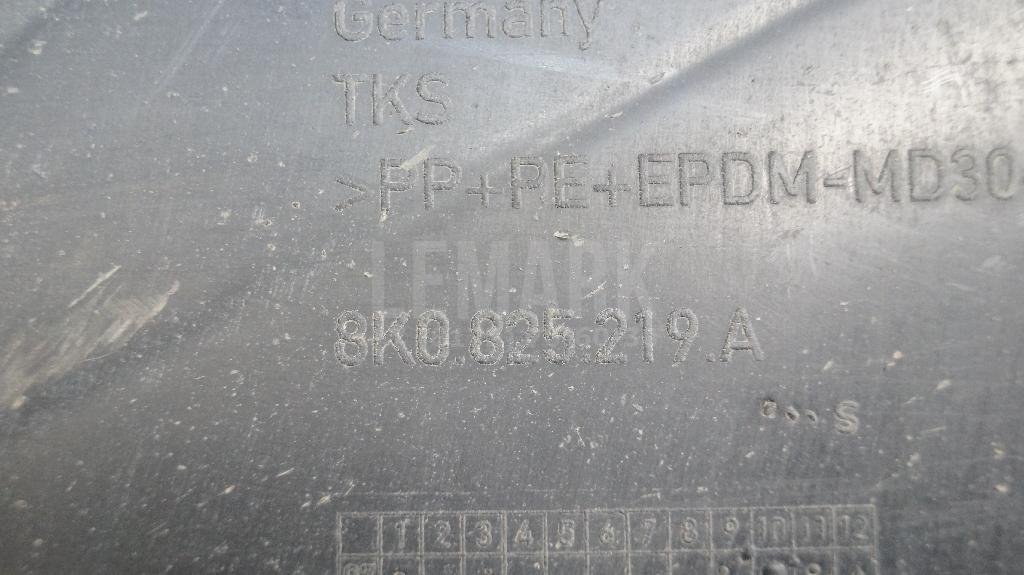 Germany
TKS
>PP+PE+EPDM-MD30
LEMARK
8K0.825.219.A
S
1 2 3 4 5 6 7 8 9 10 11 12